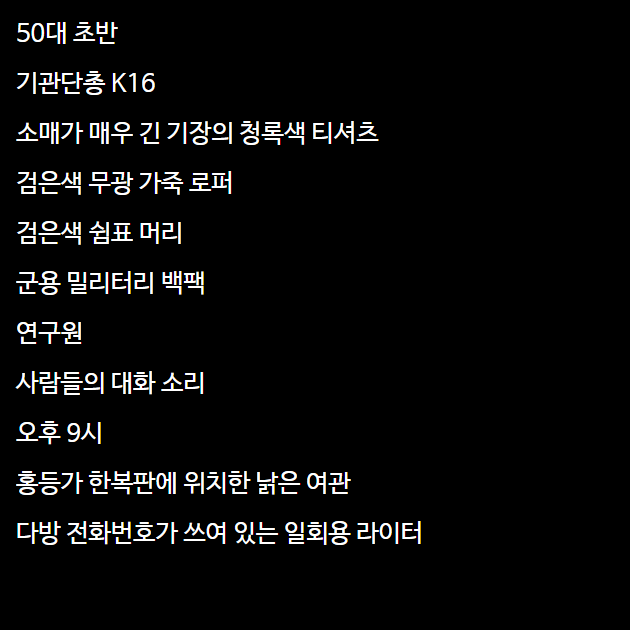 50대 초반
기관단총 K16
소매가 매우 긴 기장의 청록색 티셔츠
검은색 무광 가죽 로퍼
검은색 쉼표 머리
군용 밀리터리 백팩
연구원
사람들의 대화 소리
오후 9시
홍등가 한복판에 위치한 낡은 여관
다방 전화번호가 쓰여 있는 일회용 라이터